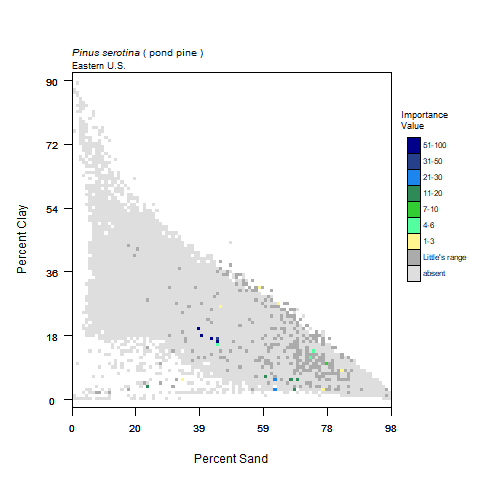 Pinus serotina ( pond pine )
Eastern U.S.
90
72
54
36
18
0
Percent Clay
0
20
39
59
78
98
Percent Sand
Importance
Value
51-100
31-50
21-30
11-20
7-10
4-6
1-3
Little's range
absent